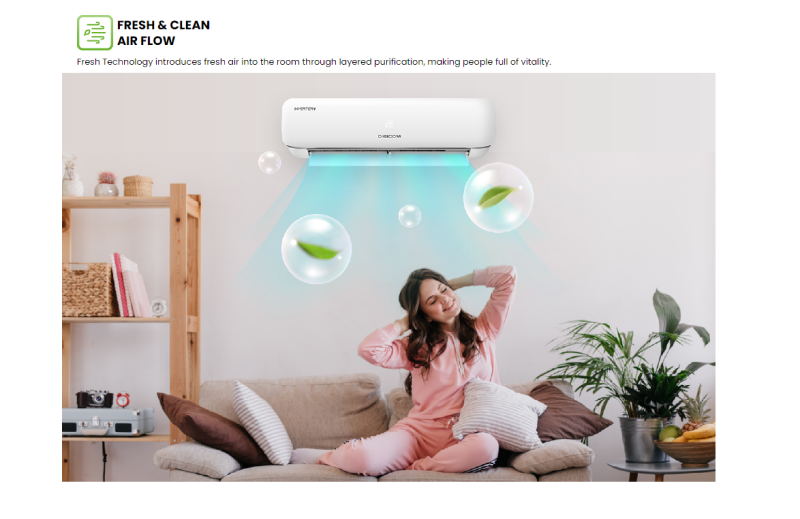 FRESH & CLEAN
AIR FLOW
Fresh Technology introduces fresh air into the room through layered purification, making people full of vitality.
INVERTER